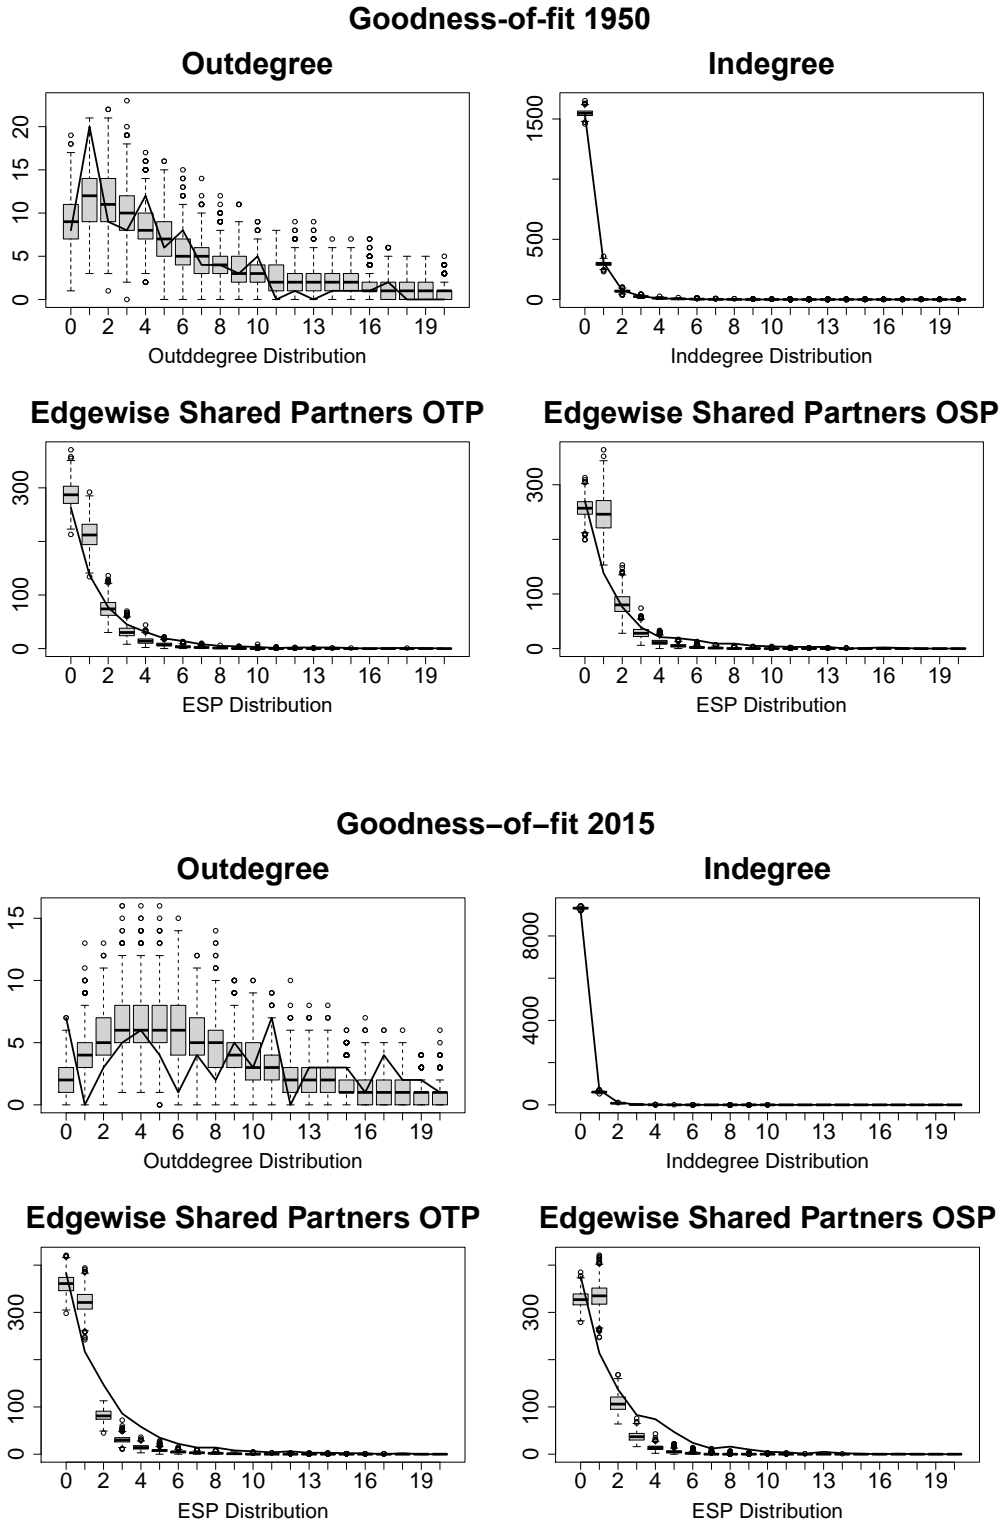 Goodness-of-fit 1950
Outdegree
Indegree
0 5 10 15 20
0 2 4 6 8 10 13 16 19
Outddegree Distribution
0 500 1500
0 2 4 6 8 10 13 16 19
Inddegree Distribution
Edgewise Shared Partners OTP
Edgewise Shared Partners OSP
0 100 300
0 2 4 6 8 10 13 16 19
ESP Distribution
0 100 300
0 2 4 6 8 10 13 16 19
ESP Distribution
Goodness−of−fit 2015
Outdegree
Indegree
0 5 10 15
0 2 4 6 8 10 13 16 19
Outddegree Distribution
0 4000 8000
0 2 4 6 8 10 13 16 19
Inddegree Distribution
Edgewise Shared Partners OTP
Edgewise Shared Partners OSP
0 100 300
0 2 4 6 8 10 13 16 19
ESP Distribution
0 100 300
0 2 4 6 8 10 13 16 19
ESP Distribution